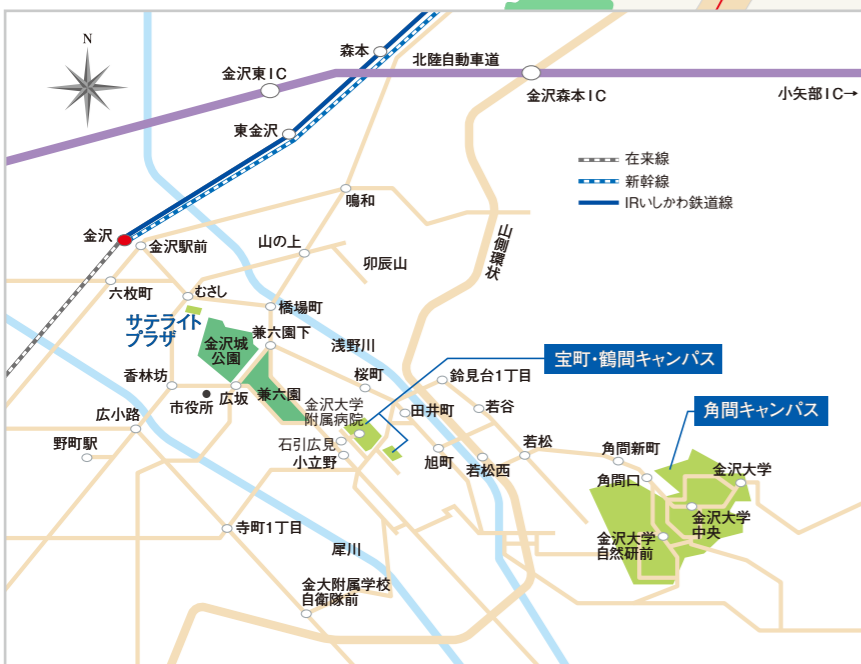 N
森本
北陸自動車道
金沢東IC
金沢森本IC
小矢部IC→
東金沢
在来線
新幹線
IRいしかわ鉄道線
鳴和
金沢
金沢駅前
山の上
卯辰山
山側環状
六枚町
むさし
橋場町
サテライト
プラザ
金沢城
公園
兼六園下
浅野川
宝町・鶴間キャンパス
香林坊
市役所
広坂
兼六園
桜町
鈴見台1丁目
金沢大学
附属病院
田井町
若谷
角間キャンパス
広小路
野町駅
石引広見
小立野
旭町
若松西
若松
角間新町
角間口
金沢大学
金沢大学
中央
金沢大学
自然研前
寺町1丁目
犀川
金大附属学校
自衛隊前